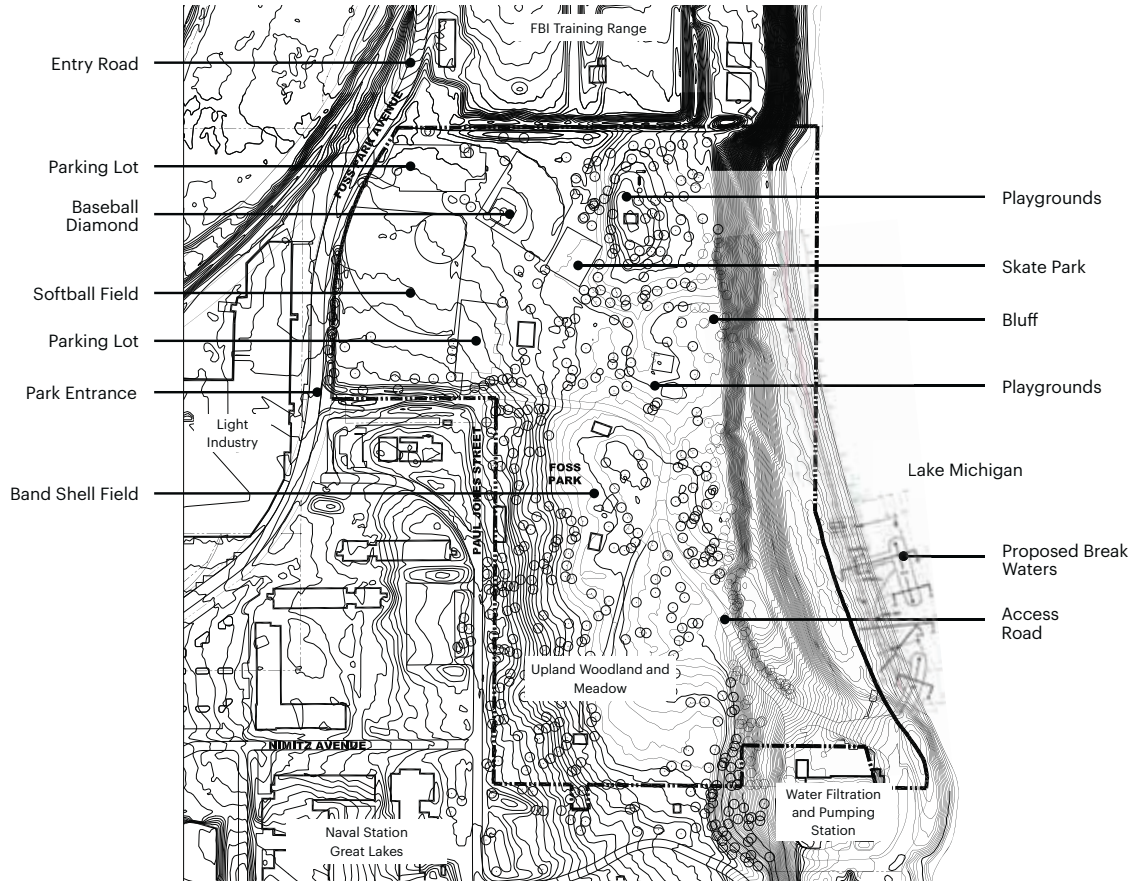 FBI Training Range
Entry Road
FOSS PARK AVENUE
Parking Lot
Baseball
Diamond
Softball Field
Parking Lot
Park Entrance
Light
Industry
Band Shell Field
Playgrounds
Skate Park
Bluff
Playgrounds
Lake Michigan
Proposed Break
Waters
Access
Road
PAUL JONES STREET
FOSS
PARK
Upland Woodland and
Meadow
NIMITZ AVENUE
Naval Station
Great Lakes
Water Filtration
and Pumping
Station